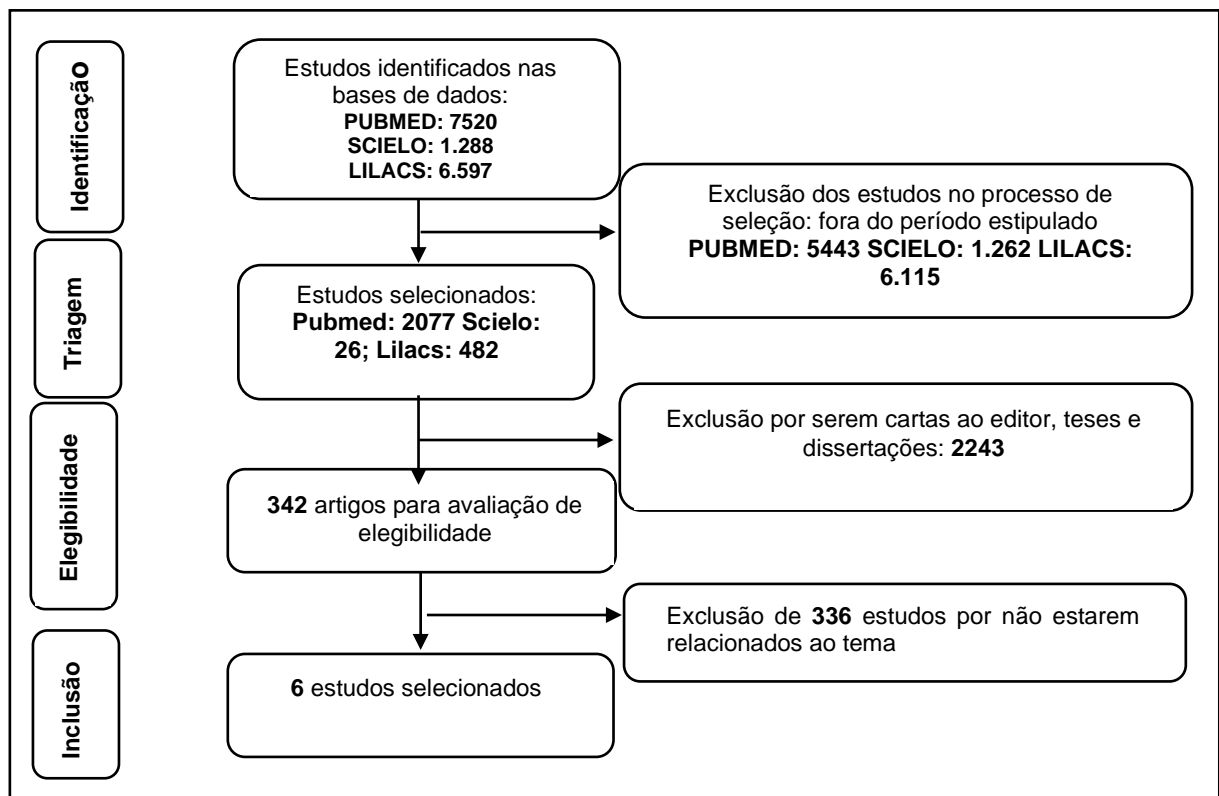 Identificação
Estudos identificados nas
bases de dados:
PUBMED: 7520
SCIELO: 1.288
LILACS: 6.597
Exclusão dos estudos no processo de
seleção: fora do período estipulado
PUBMED: 5443 SCIELO: 1.262 LILACS:
6.115
Triagem
Estudos selecionados:
Pubmed: 2077 Scielo:
26; Lilacs: 482
Exclusão por serem cartas ao editor, teses e
dissertações: 2243
Elegibilidade
342 artigos para avaliação de
elegibilidade
Exclusão de 336 estudos por não estarem
relacionados ao tema
Inclusão
6 estudos selecionados